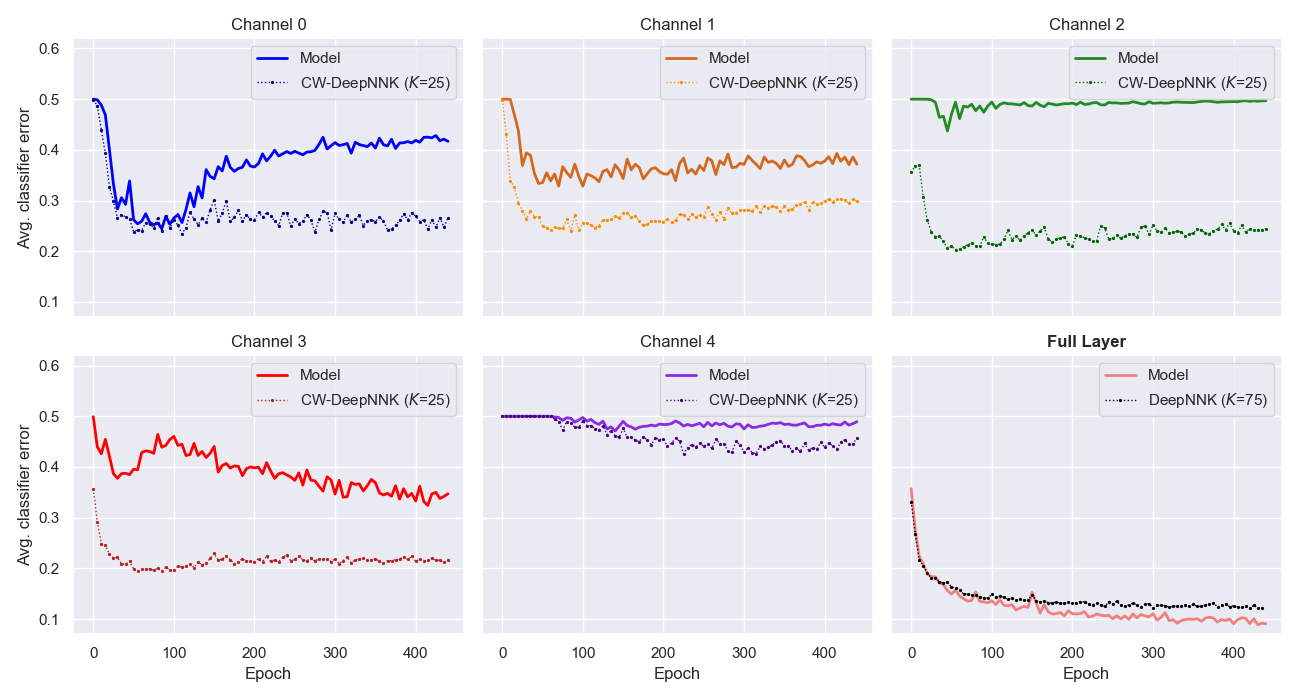 Channel 0
Channel 1
Channel 2
Avg. classifier error
0.6
0.5
0.4
0.3
0.2
0.1
Model
CW-DeepNNK (K=25)
Model
CW-DeepNNK (K=25)
Model
CW-DeepNNK (K=25)
Channel 3
Channel 4
Full Layer
Avg. classifier error
0.6
0.5
0.4
0.3
0.2
0.1
Model
CW-DeepNNK (K=25)
Model
CW-DeepNNK (K=25)
Model
DeepNNK (K=75)
0 100 200 300 400
0 100 200 300 400
0 100 200 300 400
Epoch
Epoch
Epoch